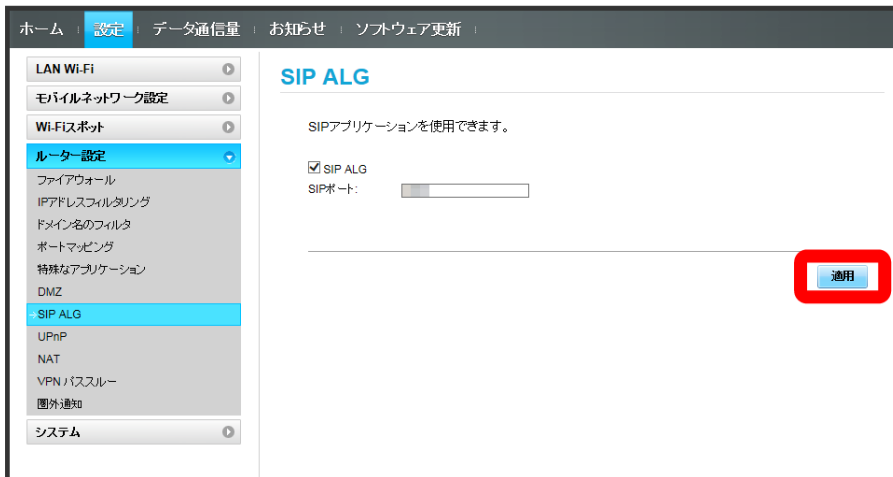 ホーム 設定 データ通信量 お知らせ ソフトウェア更新
LAN Wi-Fi
モバイルネットワーク設定
Wi-Fiスポット
ルーター設定
ファイアウォール
IPアドレスフィルタリング
ドメイン名のフィルタ
ポートマッピング
特殊なアプリケーション
DMZ
SIP ALG
UPnP
NAT
VPN パススルー
圏外通知
システム
SIP ALG
SIPアプリケーションを使用できます。
SIP ALG
SIPポート:
適用